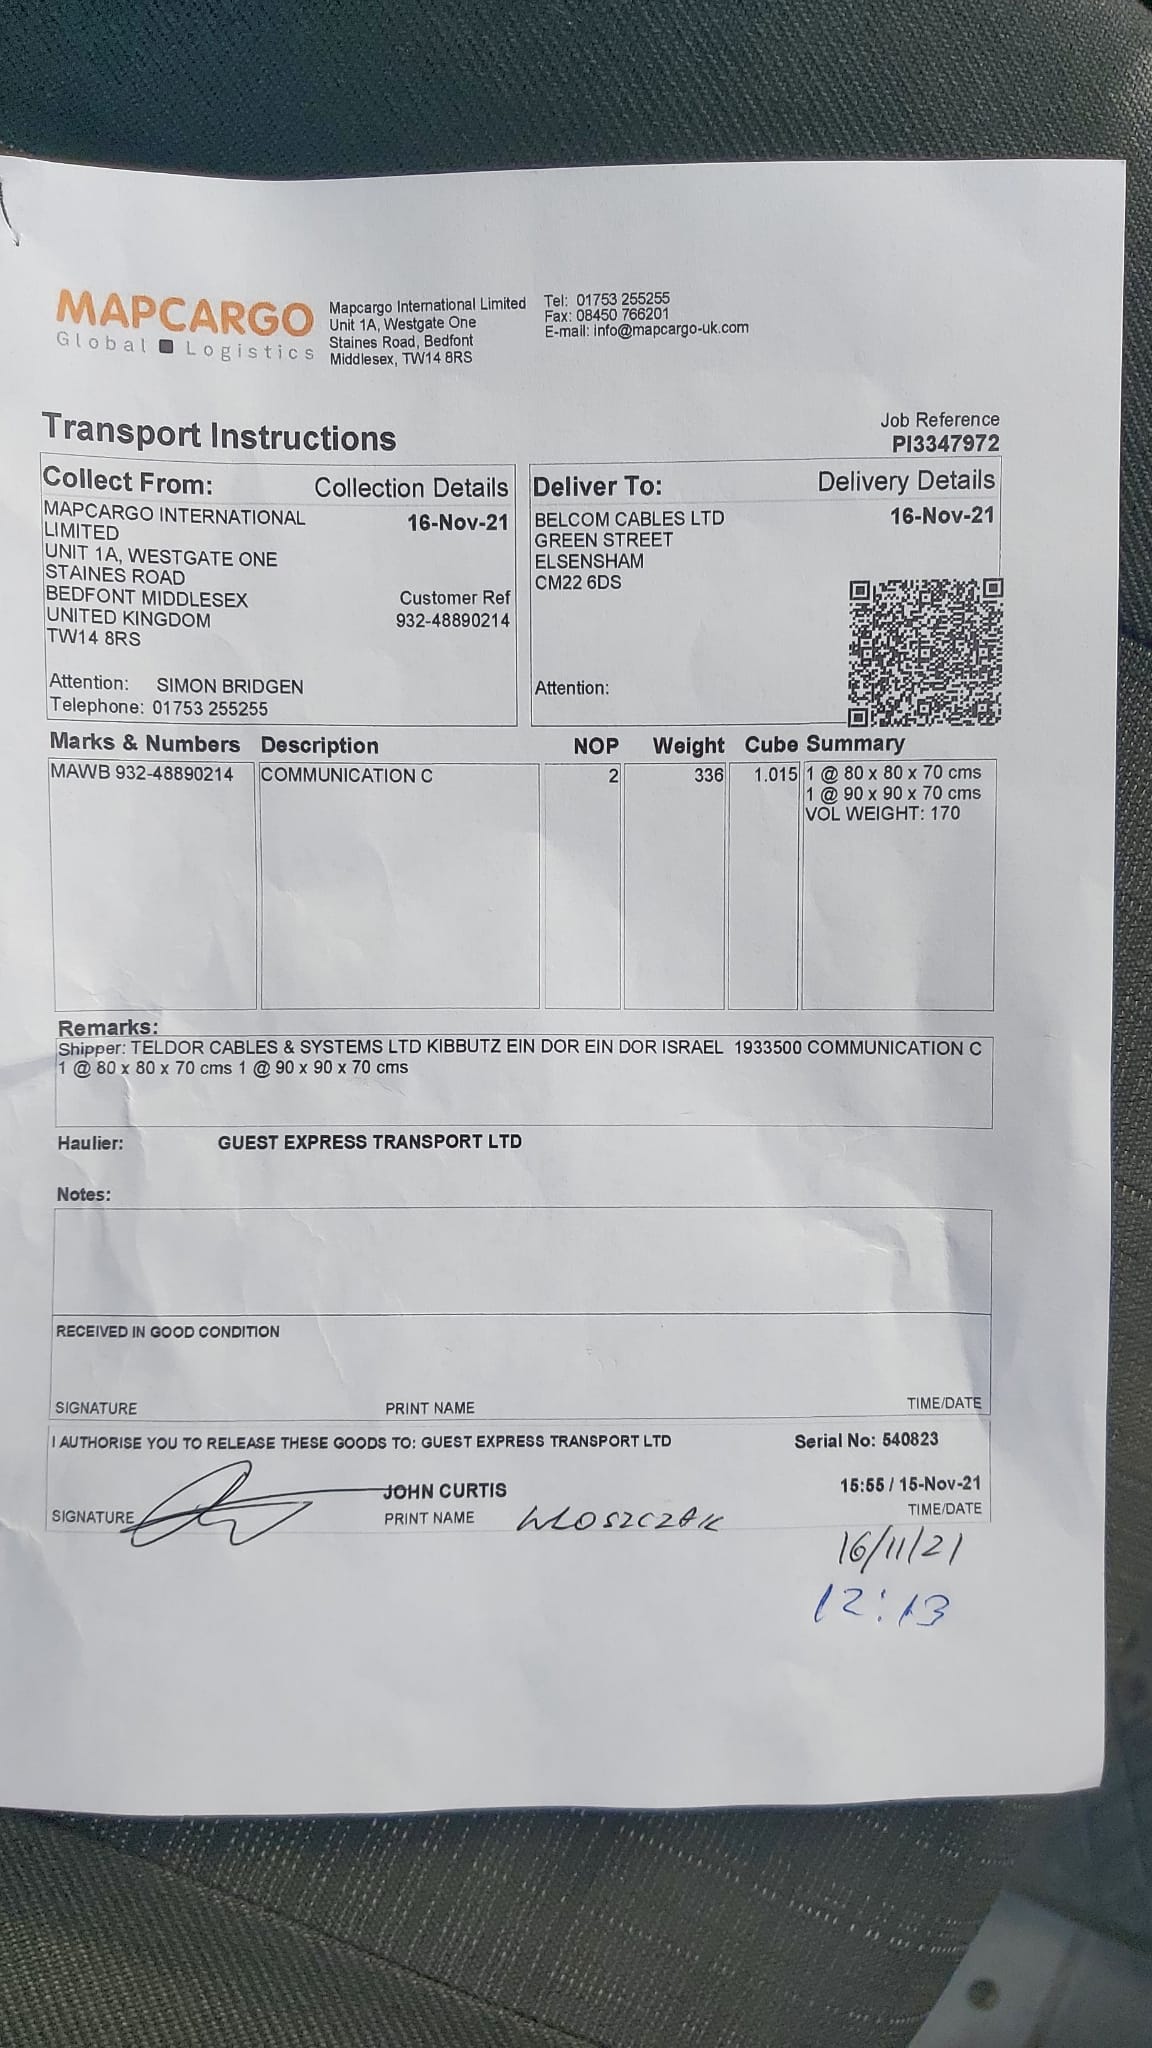 MAPCARGO
Global Logistics
Mapcargo International Limited
Unit 1A, Westgate One
Staines Road, Bedfont
Middlesex, TW14 8RS
Tel: 01753 255255
Fax: 08450 766201
E-mail: info@mapcargo-uk.com
Transport Instructions
Job Reference
PI3347972
Collect From: Collection Details
MAPCARGO INTERNATIONAL 16-Nov-21
LIMITED
UNIT 1A, WESTGATE ONE
STAINES ROAD
BEDFONT MIDDLESEX Customer Ref
UNITED KINGDOM 932-48890214
TW14 8RS
Attention: SIMON BRIDGEN
Telephone: 01753 255255
Deliver To: Delivery Details
BELCOM CABLES LTD 16-Nov-21
GREEN STREET
ELSENSHAM
CM22 6DS
Attention:
Marks & Numbers Description NOP Weight Cube Summary
MAWB 932-48890214 COMMUNICATION C 2 336 1.015 1 @ 80 x 80 x 70 cms
1 @ 90 x 90 x 70 cms
VOL WEIGHT: 170
Remarks:
Shipper: TELDOR CABLES & SYSTEMS LTD KIBBUTZ EIN DOR EIN DOR ISRAEL 1933500 COMMUNICATION C
1 @ 80 x 80 x 70 cms 1 @ 90 x 90 x 70 cms
Haulier: GUEST EXPRESS TRANSPORT LTD
Notes:
RECEIVED IN GOOD CONDITION
SIGNATURE PRINT NAME TIME/DATE
I AUTHORISE YOU TO RELEASE THESE GOODS TO: GUEST EXPRESS TRANSPORT LTD Serial No: 540823
JOHN CURTIS 15:55 / 15-Nov-21
SIGNATURE PRINT NAME WLOSZCZAK TIME/DATE
16/11/21
12:13